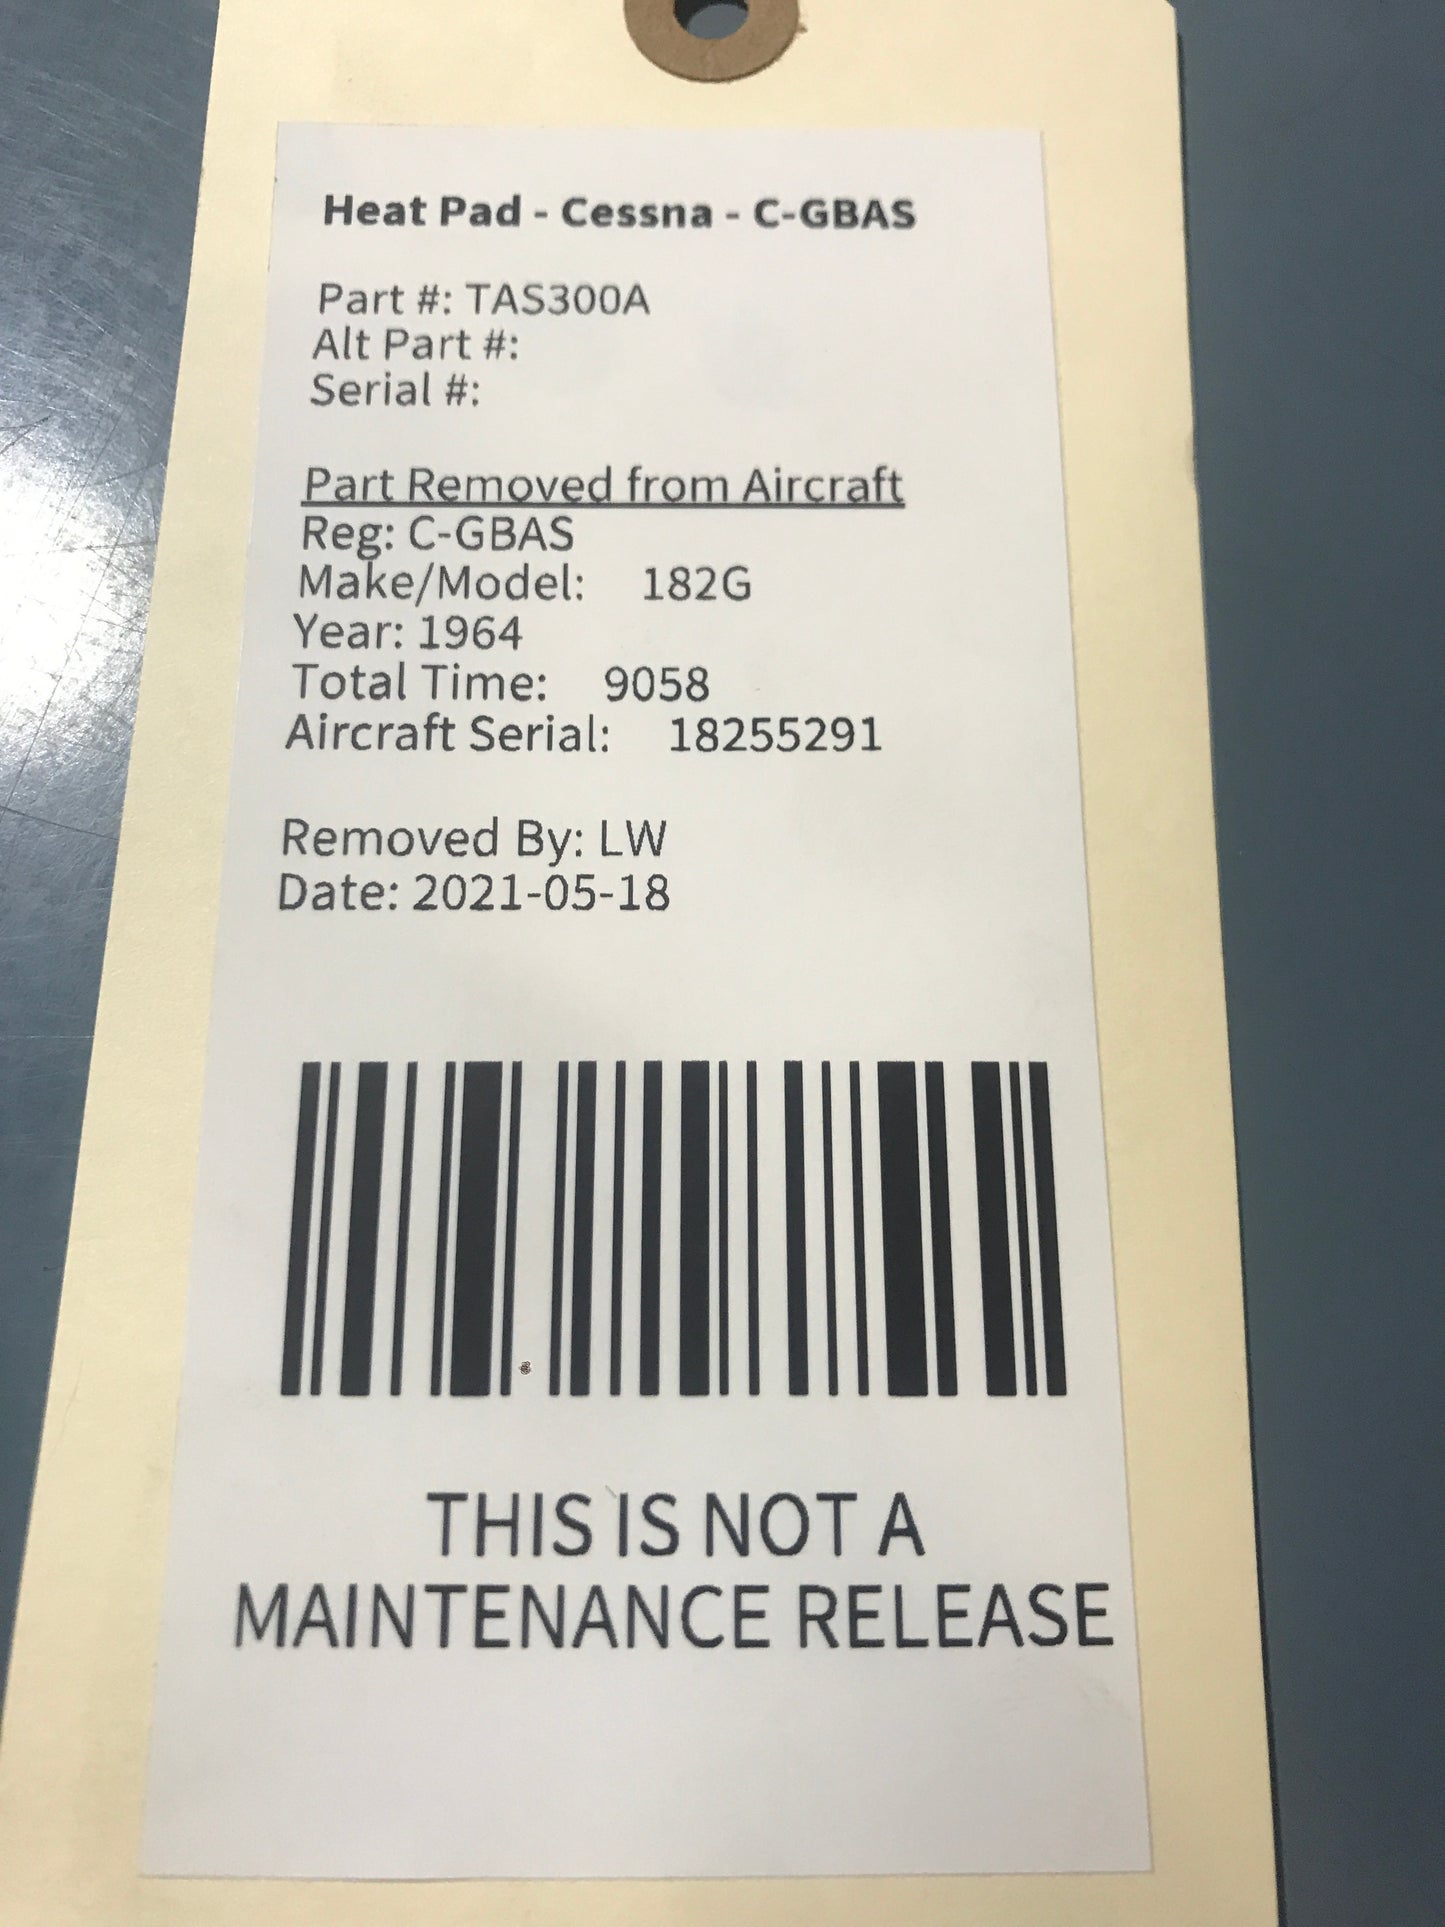 Heat Pad - Cessna - C-GBAS
Part #: TAS300A
Alt Part #:
Serial #:
Part Removed from Aircraft
Reg: C-GBAS
Make/Model: 182G
Year: 1964
Total Time: 9058
Aircraft Serial: 18255291
Removed By: LW
Date: 2021-05-18
THIS IS NOT A
MAINTENANCE RELEASE